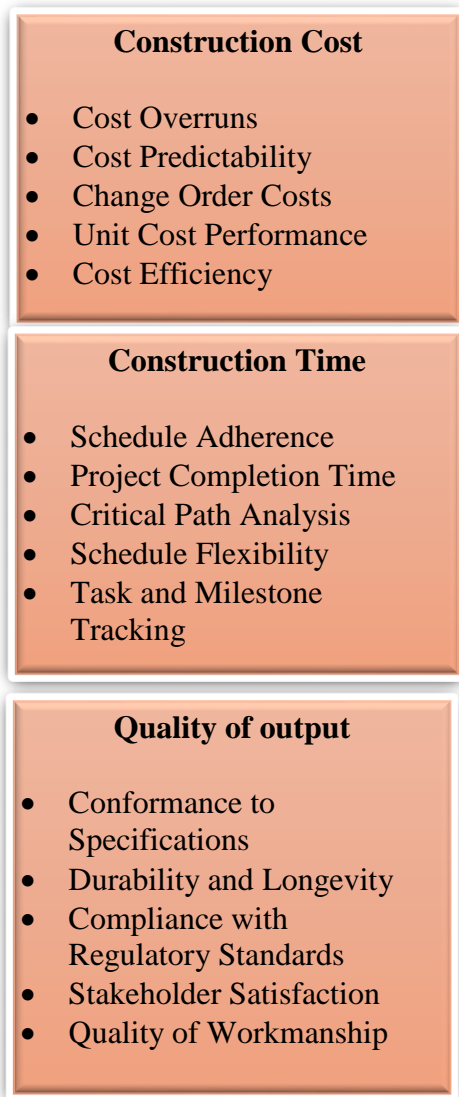 Construction Cost
• Cost Overruns
• Cost Predictability
• Change Order Costs
• Unit Cost Performance
• Cost Efficiency
Construction Time
• Schedule Adherence
• Project Completion Time
• Critical Path Analysis
• Schedule Flexibility
• Task and Milestone
Tracking
Quality of output
• Conformance to
Specifications
• Durability and Longevity
• Compliance with
Regulatory Standards
• Stakeholder Satisfaction
• Quality of Workmanship